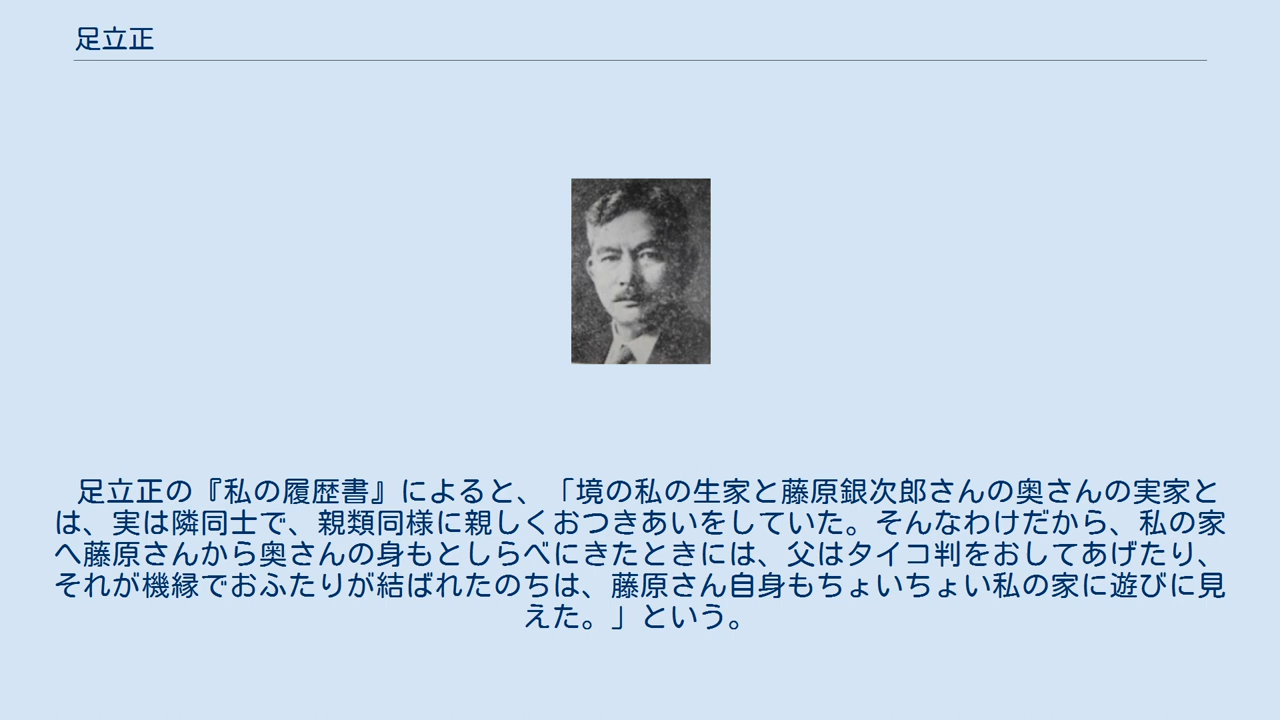 足立正
足立正の『私の履歴書』によると、「境の私の生家と藤原銀次郎さんの奥さんの実家と
は、実は隣同士で、親類同様に親しくおつきあいをしていた。そんなわけだから、私の家
へ藤原さんから奥さんの身もとしらべにきたときには、父はタイコ判をおしてあげたり、
それが機縁でおふたりが結ばれたのちは、藤原さん自身もちょいちょい私の家に遊びに見
えた。」という。